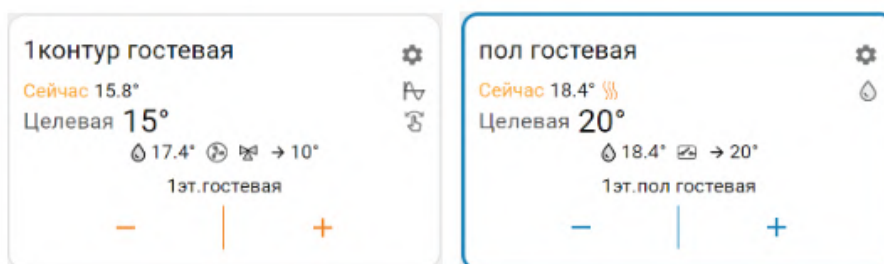 1контур гостевая
Сейчас 15.8°
Целевая 15°
17.4° → 10°
1эт.гостевая
− +
пол гостевая
Сейчас 18.4°
Целевая 20°
18.4° → 20°
1эт.пол гостевая
− +